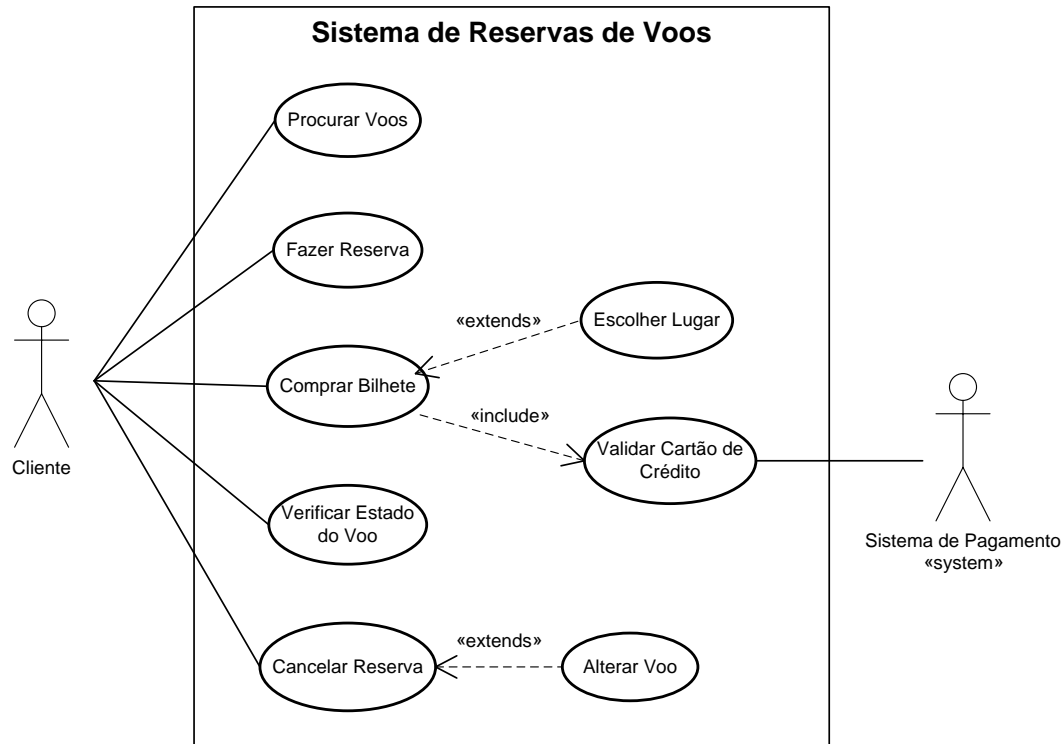 Sistema de Reservas de Voos
Procurar Voos
Fazer Reserva
«extends»
Escolher Lugar
Comprar Bilhete
«include»
Validar Cartão de
Crédito
Cliente
Verificar Estado
do Voo
Sistema de Pagamento
«system»
«extends»
Cancelar Reserva
Alterar Voo